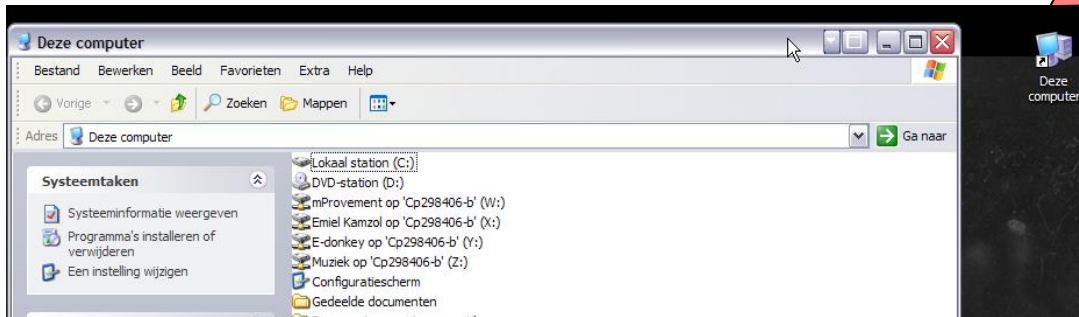 Deze computer
Bestand Bewerken Beeld Favorieten Extra Help
Vorige Zoeken Mappen
Adres Deze computer Ga naar
Systeemtaken
Systeeminformatie weergeven
Programma's installeren of
verwijderen
Een instelling wijzigen
Lokaal station (C:)
DVD-station (D:)
mProvement op 'Cp298406-b' (W:)
Emiel Kamzol op 'Cp298406-b' (X:)
E-donkey op 'Cp298406-b' (Y:)
Muziek op 'Cp298406-b' (Z:)
Configuratiescherm
Gedeelde documenten
Deze
computer